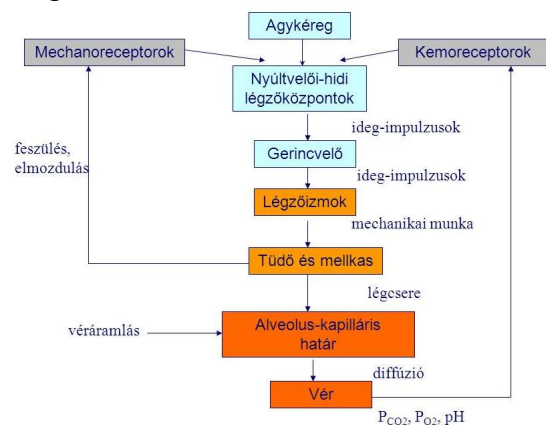 Agykéreg
Mechanoreceptorok
Kemoreceptorok
Nyúltvelői-hidi
légzőközpontok
ideg-impulzusok
feszülés,
elmozdulás
Gerincvelő
ideg-impulzusok
Légzőizmok
mechanikai munka
Tüdő és mellkas
légcsere
véráramlás
Alveolus-kapilláris
határ
diffúzió
Vér
PCO2, PO2, pH